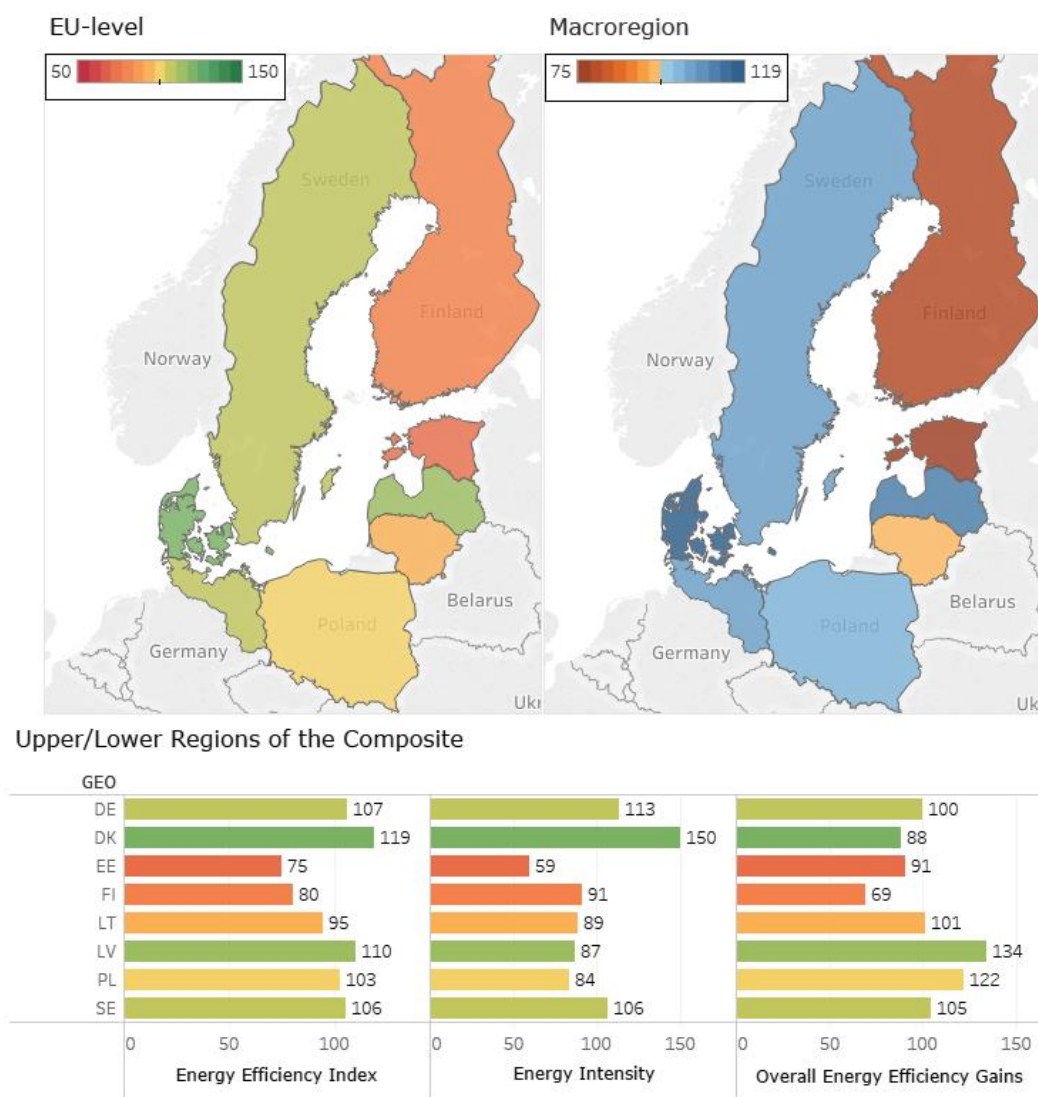 EU-level
Macroregion
50 150
75 119
Sweden
Sweden
Finland
Finland
Norway
Norway
Belarus
Belarus
Poland
Poland
Germany
Germany
Ukr
Uk
Upper/Lower Regions of the Composite
GEO
DE 107 113 100
DK 119 150 88
EE 75 59 91
FI 80 91 69
LT 95 89 101
LV 110 87 134
PL 103 84 122
SE 106 106 105
0 50 100 0 50 100 150 0 50 100 150
Energy Efficiency Index Energy Intensity Overall Energy Efficiency Gains